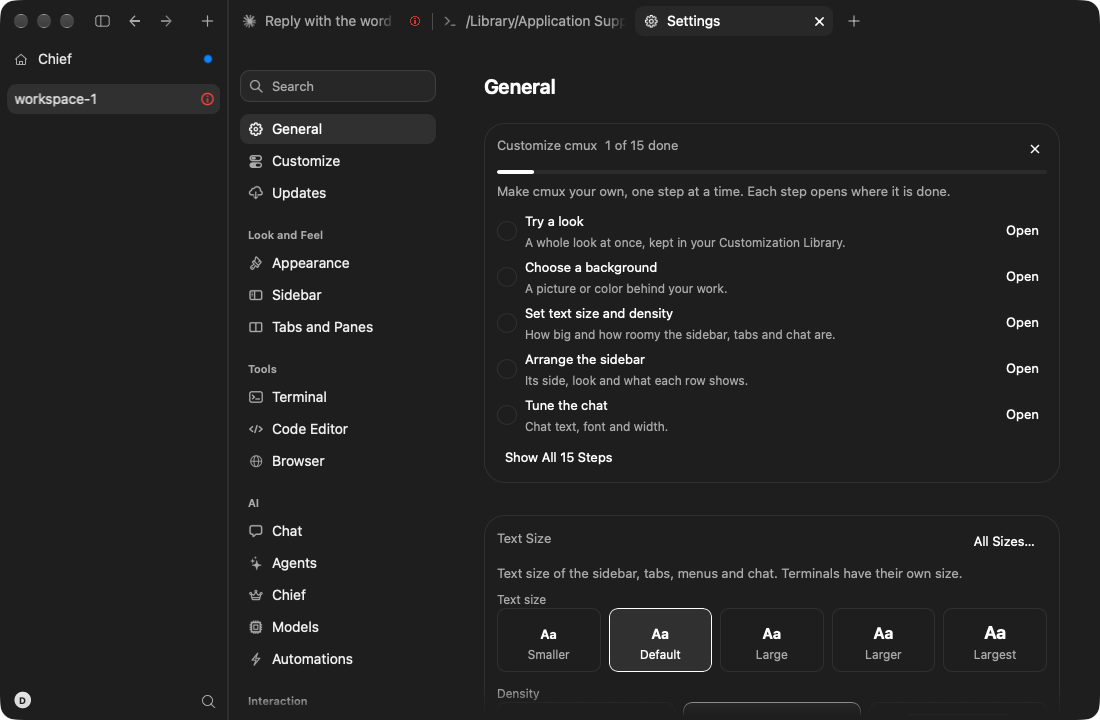 Reply with the word
/Library/Application Supp
Settings
Chief
workspace-1
Search
General
Customize
Updates
Look and Feel
Appearance
Sidebar
Tabs and Panes
Tools
Terminal
Code Editor
Browser
AI
Chat
Agents
Chief
Models
Automations
Interaction
D
General
Customize cmux 1 of 15 done
Make cmux your own, one step at a time. Each step opens where it is done.
Try a look
A whole look at once, kept in your Customization Library.
Open
Choose a background
A picture or color behind your work.
Open
Set text size and density
How big and how roomy the sidebar, tabs and chat are.
Open
Arrange the sidebar
Its side, look and what each row shows.
Open
Tune the chat
Chat text, font and width.
Open
Show All 15 Steps
Text Size
All Sizes...
Text size of the sidebar, tabs, menus and chat. Terminals have their own size.
Text size
Aa
Smaller
Aa
Default
Aa
Large
Aa
Larger
Aa
Largest
Density